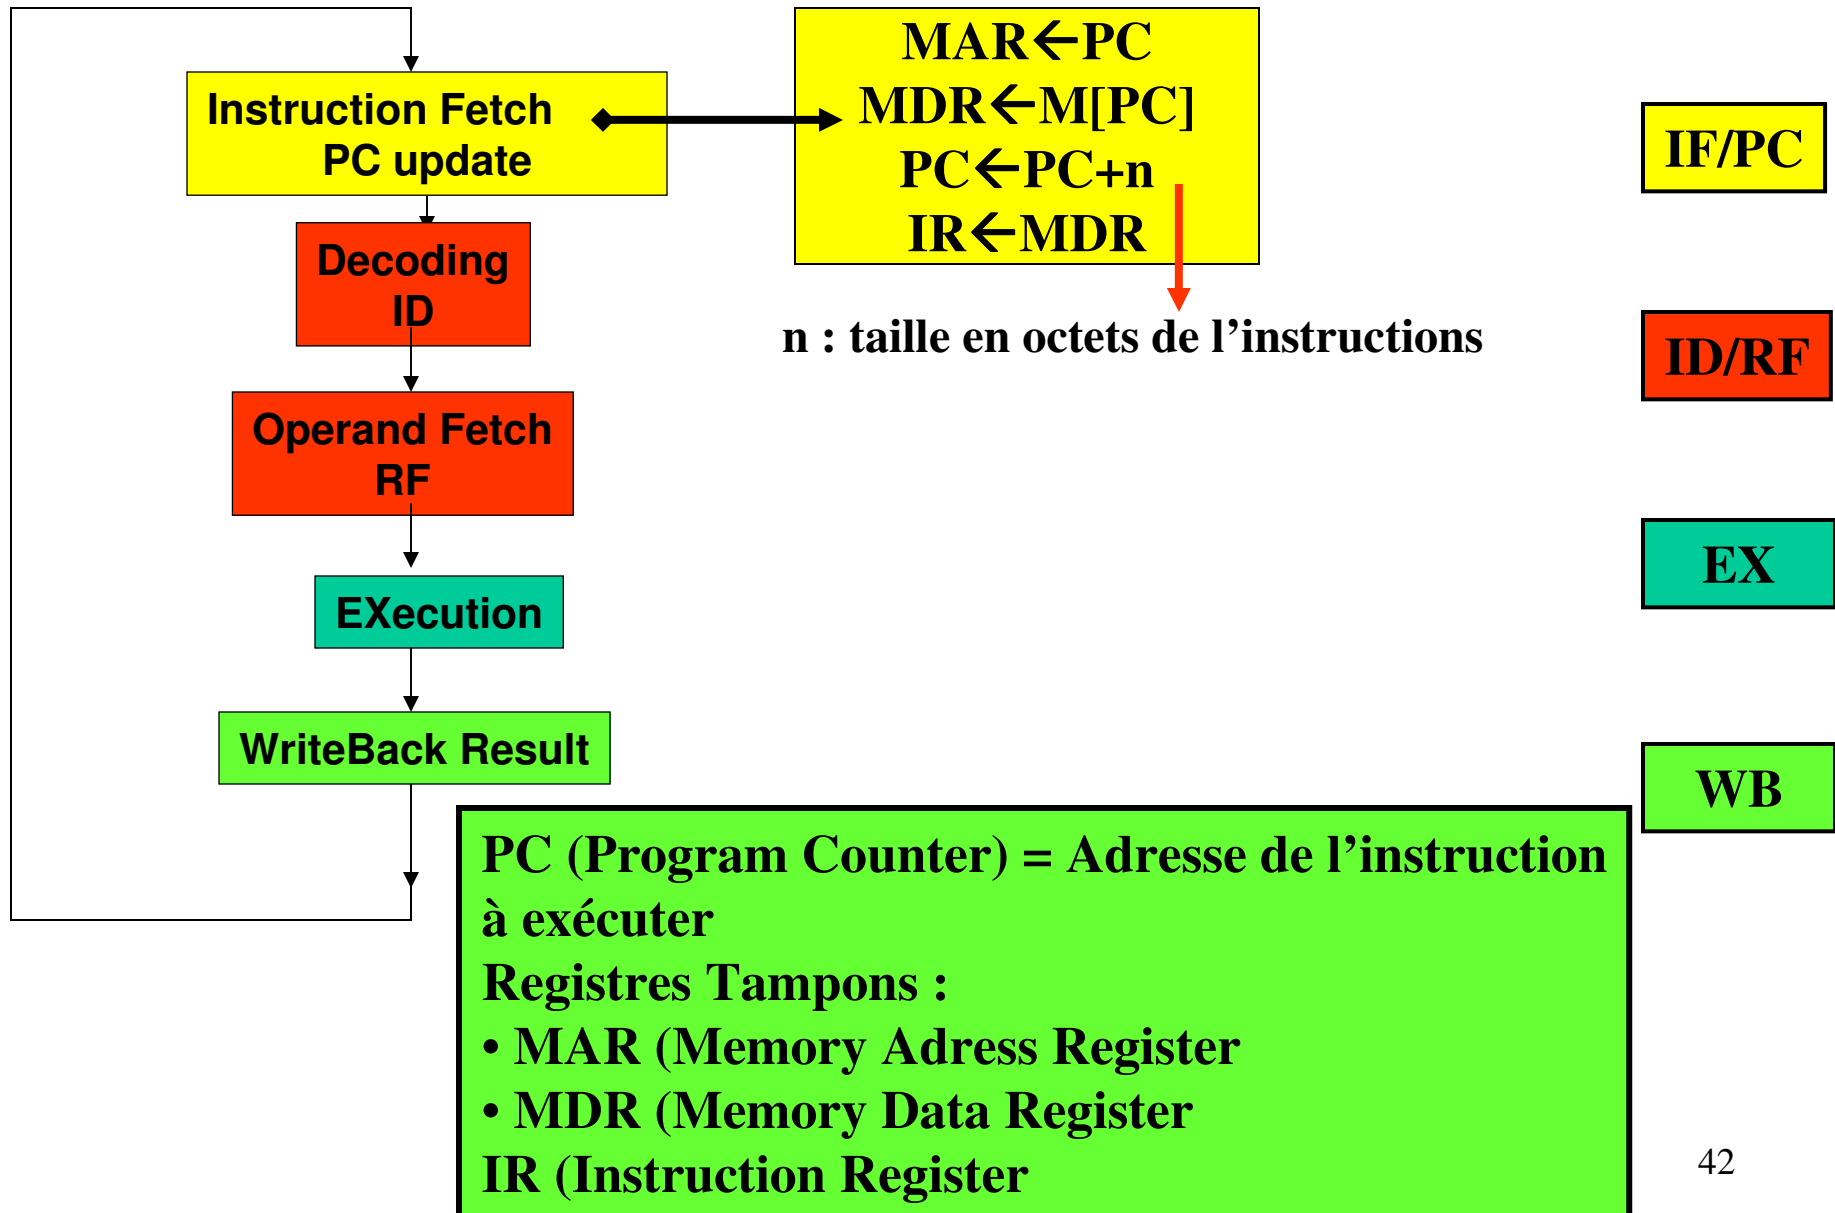 Instruction Fetch
PC update
Decoding
ID
Operand Fetch
RF
EXecution
WriteBack Result
MAR←PC
MDR←M[PC]
PC←PC+n
IR←MDR
n : taille en octets de l’instructions
IF/PC
ID/RF
EX
WB
PC (Program Counter) = Adresse de l’instruction
à exécuter
Registres Tampons :
• MAR (Memory Adress Register
• MDR (Memory Data Register
IR (Instruction Register
42